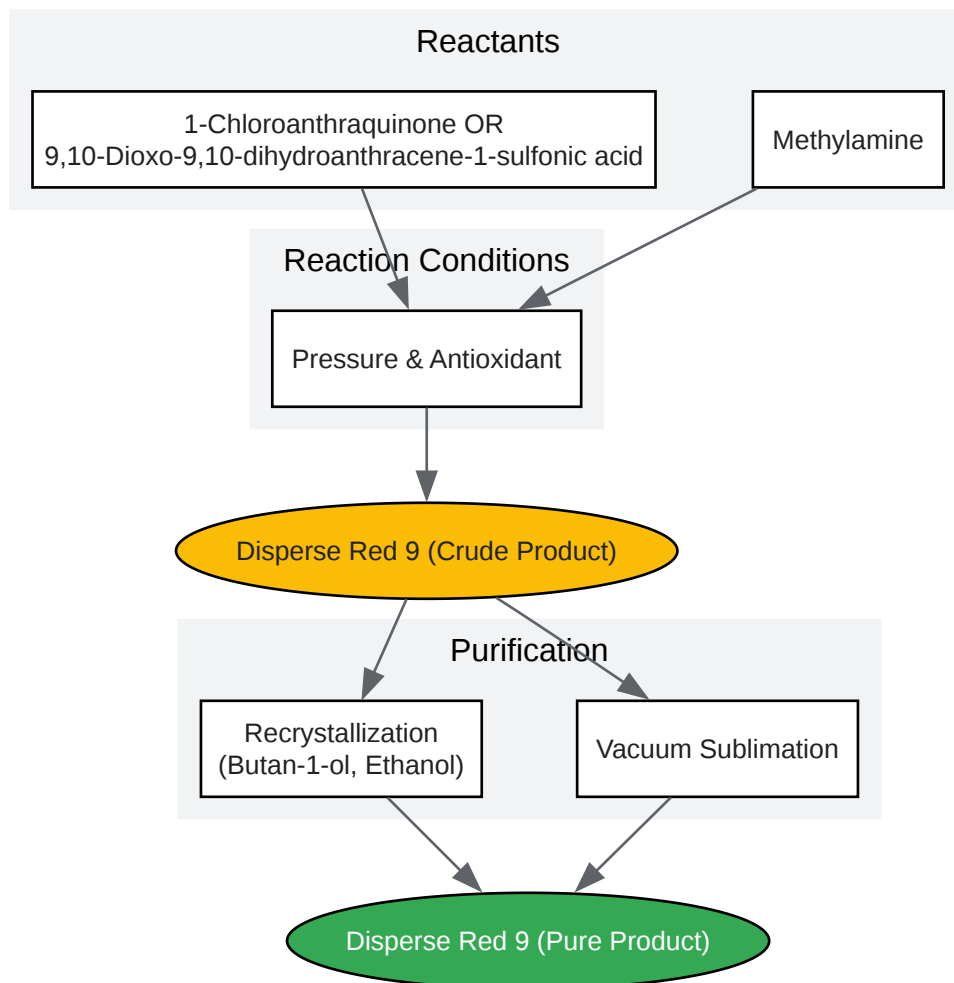 Reactants
1-Chloroanthraquinone OR
9,10-Dioxo-9,10-dihydroanthracene-1-sulfonic acid
Methylamine
Reaction Conditions
Pressure & Antioxidant
Disperse Red 9 (Crude Product)
Purification
Recrystallization
(Butan-1-ol, Ethanol)
Vacuum Sublimation
Disperse Red 9 (Pure Product)